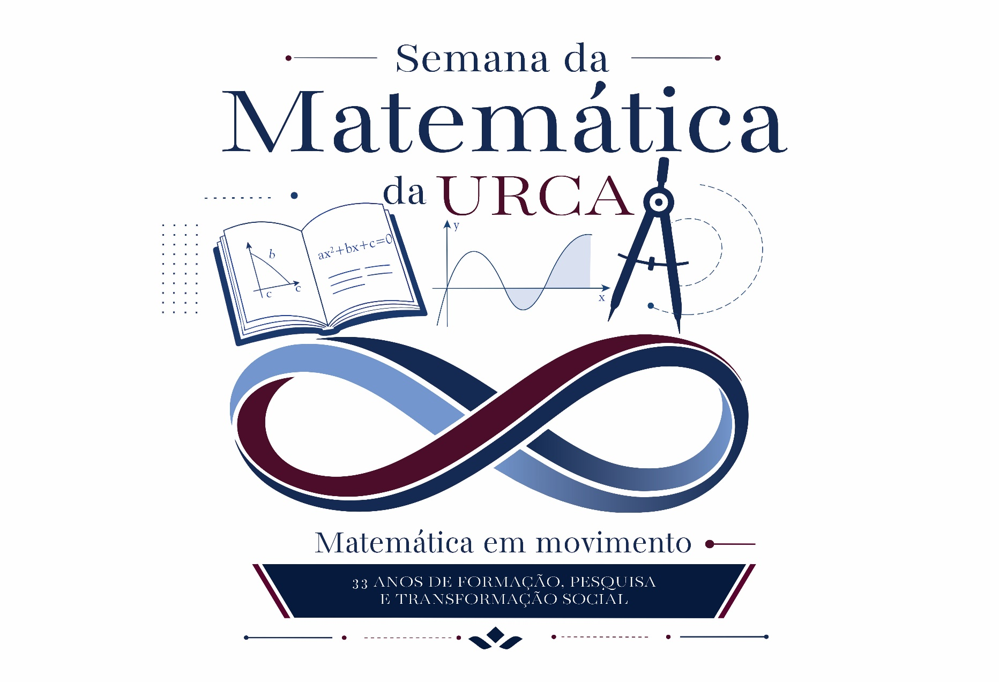 Semana da
Matemática
da URCA
b
c
c
ax²+bx+c=0
y
x
Matemática em movimento
33 ANOS DE FORMAÇÃO, PESQUISA
E TRANSFORMAÇÃO SOCIAL